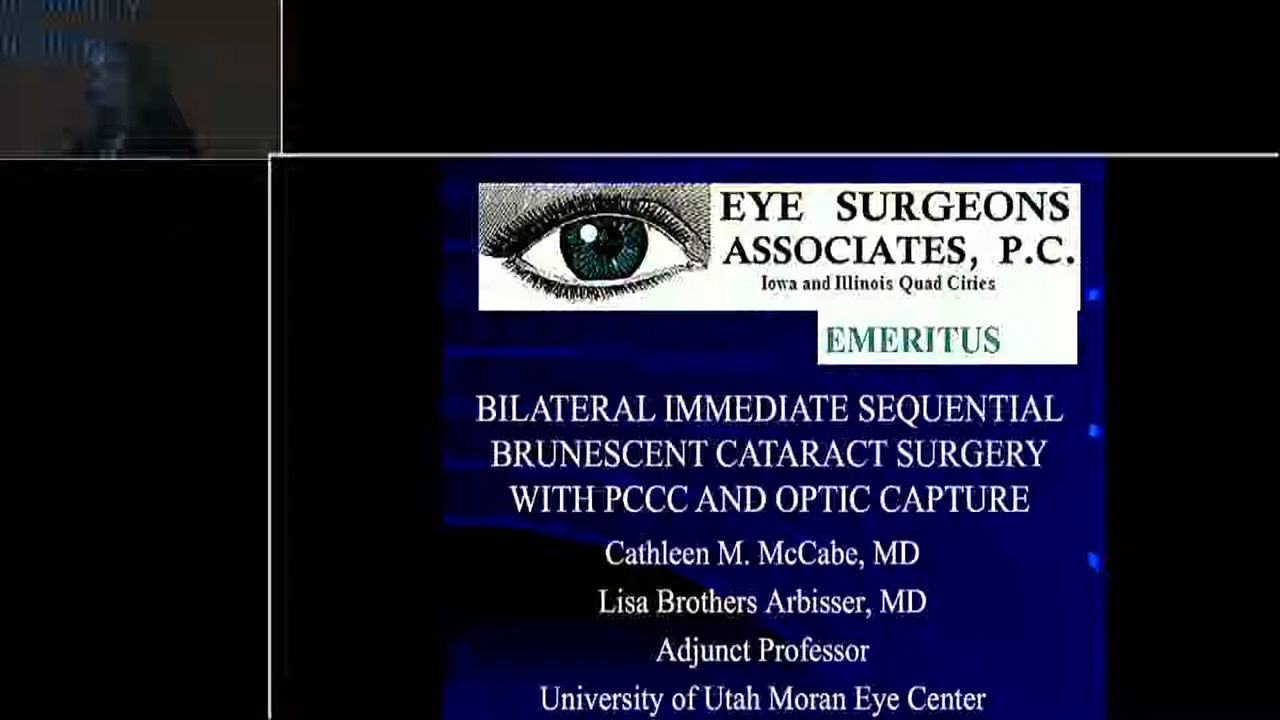 EYE SURGEONS
ASSOCIATES, P.C.
Iowa and Illinois Quad Cities
EMERITUS
BILATERAL IMMEDIATE SEQUENTIAL
BRUNESCENT CATARACT SURGERY
WITH PCCC AND OPTIC CAPTURE
Cathleen M. McCabe, MD
Lisa Brothers Arbisser, MD
Adjunct Professor
University of Utah Moran Eye Center